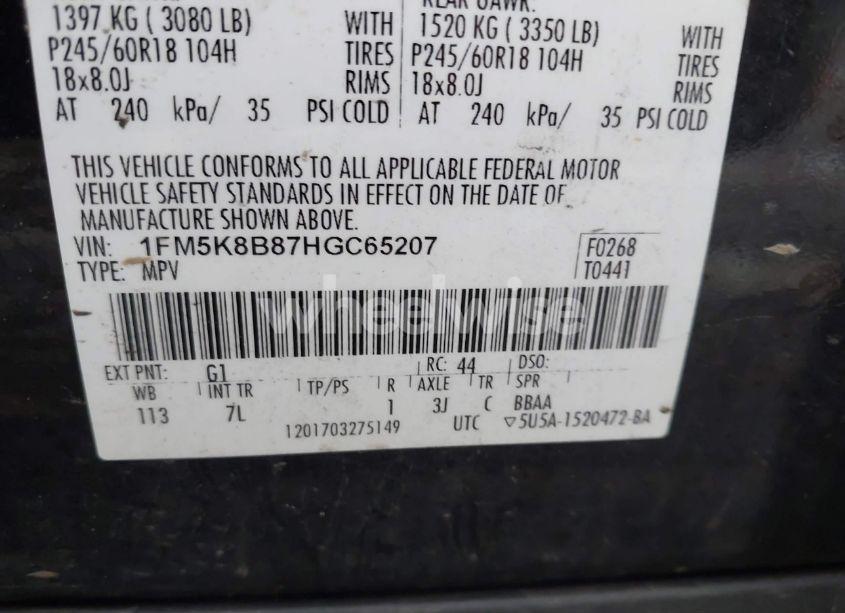 1397 KG ( 3080 LB) WITH
P245/60R18 104H TIRES
18x8.0J RIMS
AT 240 kPa/ 35 PSI COLD
1520 KG ( 3350 LB) WITH
P245/60R18 104H TIRES
18x8.0J RIMS
AT 240 kPa/ 35 PSI COLD
THIS VEHICLE CONFORMS TO ALL APPLICABLE FEDERAL MOTOR
VEHICLE SAFETY STANDARDS IN EFFECT ON THE DATE OF
MANUFACTURE SHOWN ABOVE.
VIN: 1FM5K8B87HGC65207 F0268
TYPE: MPV T0441
wheelwise
EXT PNT: G1 RC: 44 DSO:
WB INT TR TP/PS R AXLE TR SPR
113 7L 1 3J C BBAA
1201703275149 UTC ▽5U5A-1520472-BA